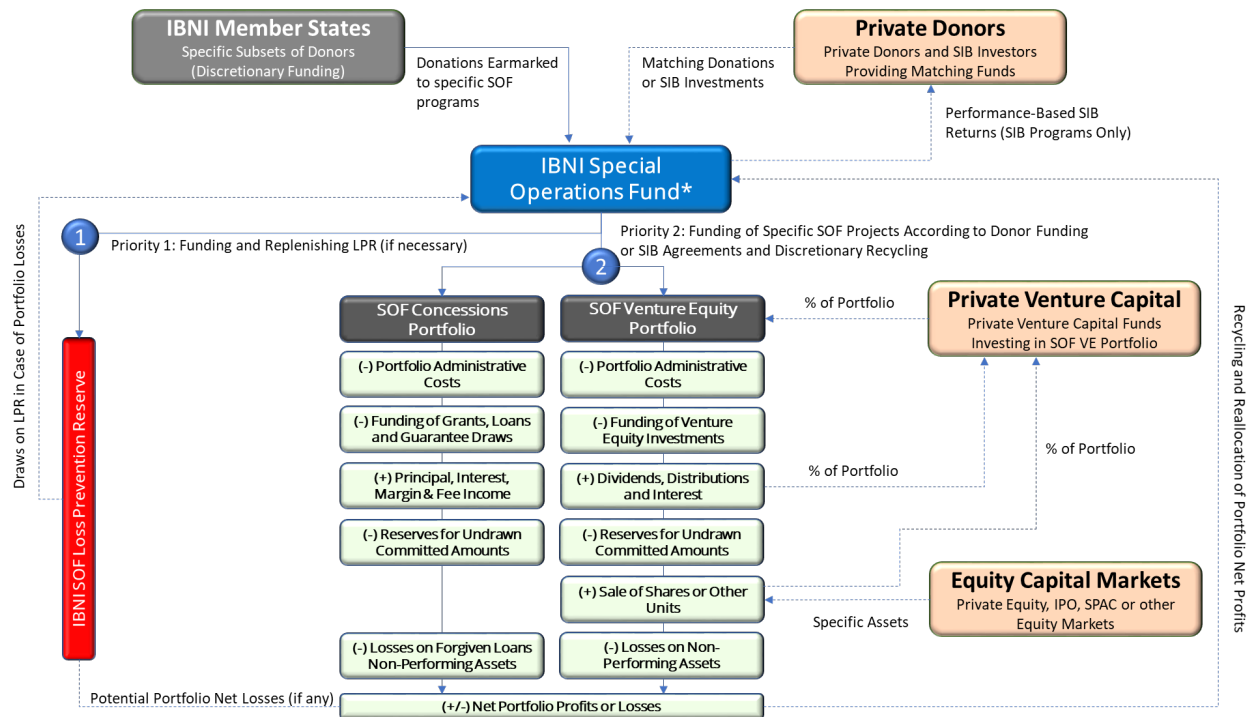 IBNI Member States
Specific Subsets of Donors
(Discretionary Funding)
Donations Earmarked
to specific SOF
programs
Matching Donations
or SIB Investments
Private Donors
Private Donors and SIB Investors
Providing Matching Funds
Performance-Based SIB
Returns (SIB Programs Only)
IBNI Special
Operations Fund*
1
Priority 1: Funding and Replenishing LPR (if necessary)
Priority 2: Funding of Specific SOF Projects According to Donor Funding
or SIB Agreements and Discretionary Recycling
2
Draws on LPR in Case of Portfolio Losses
IBNI SOF Loss Prevention Reserve
SOF Concessions
Portfolio
(-) Portfolio Administrative
Costs
(-) Funding of Grants, Loans
and Guarantee Draws
(+) Principal, Interest,
Margin & Fee Income
(-) Reserves for Undrawn
Committed Amounts
(-) Losses on Forgiven Loans
Non-Performing Assets
SOF Venture Equity
Portfolio
(-) Portfolio Administrative
Costs
(-) Funding of Venture
Equity Investments
(+) Dividends, Distributions
and Interest
(-) Reserves for Undrawn
Committed Amounts
(+) Sale of Shares or Other
Units
(-) Losses on Non-
Performing Assets
% of Portfolio
Private Venture Capital
Private Venture Capital Funds
Investing in SOF VE Portfolio
% of Portfolio
% of Portfolio
Equity Capital Markets
Private Equity, IPO, SPAC or other
Equity Markets
Specific Assets
Recycling and Reallocation of Portfolio Net Profits
Potential Portfolio Net Losses (if any)
(+/-) Net Portfolio Profits or Losses